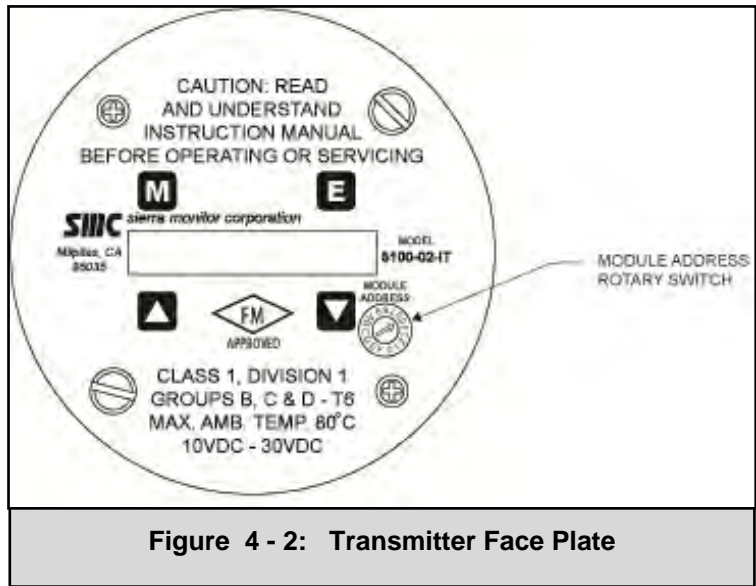 CAUTION: READ
AND UNDERSTAND
INSTRUCTION MANUAL
BEFORE OPERATING OR SERVICING
M E
SMC sierra monitor corporation
Milpitas, CA
95035
MODEL
5100-02-IT
MODULE
ADDRESS
MODULE ADDRESS
ROTARY SWITCH
FM
APPROVED
CLASS 1, DIVISION 1
GROUPS B, C & D - T6
MAX. AMB. TEMP. 80°C
10VDC - 30VDC
Figure 4 - 2: Transmitter Face Plate